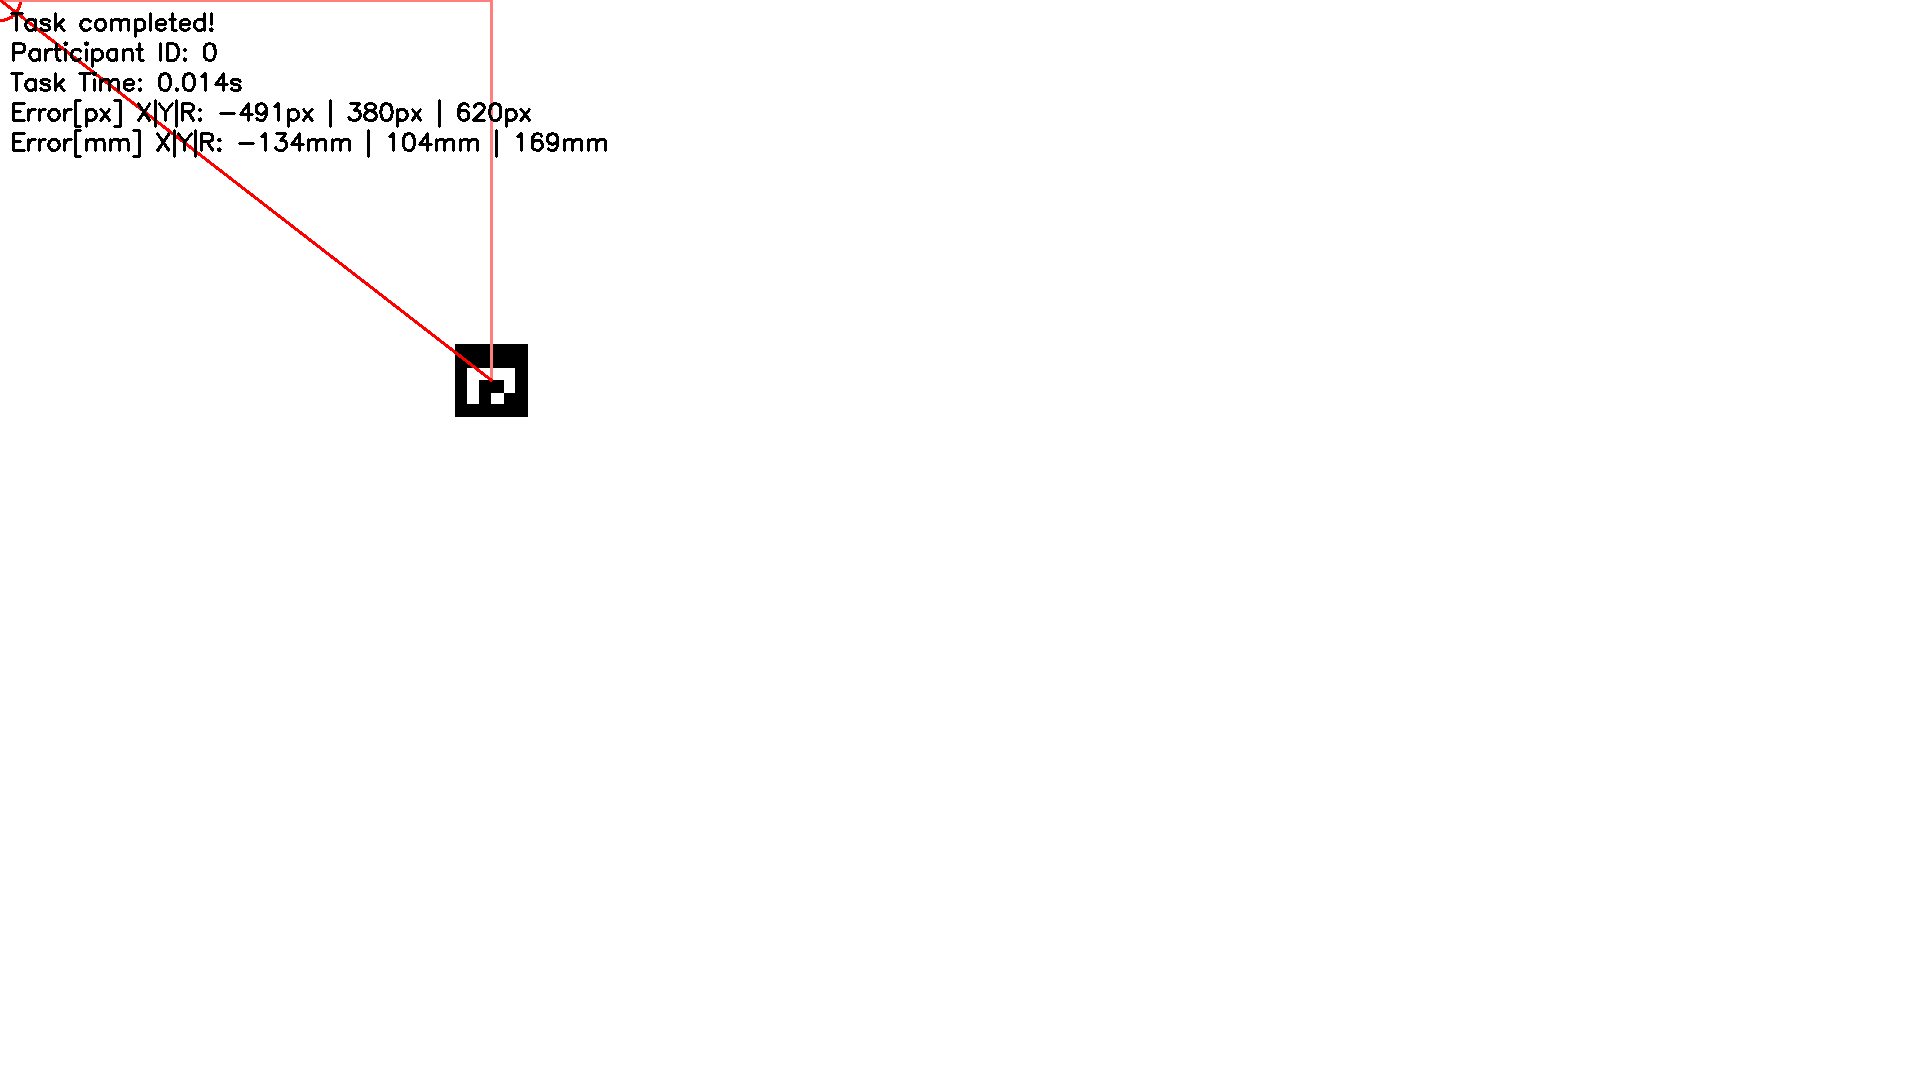 Task completed!
Participant ID: 0
Task Time: 0.014s
Error[px] X|Y|R: -491px | 380px | 620px
Error[mm] X|Y|R: -134mm | 104mm | 169mm